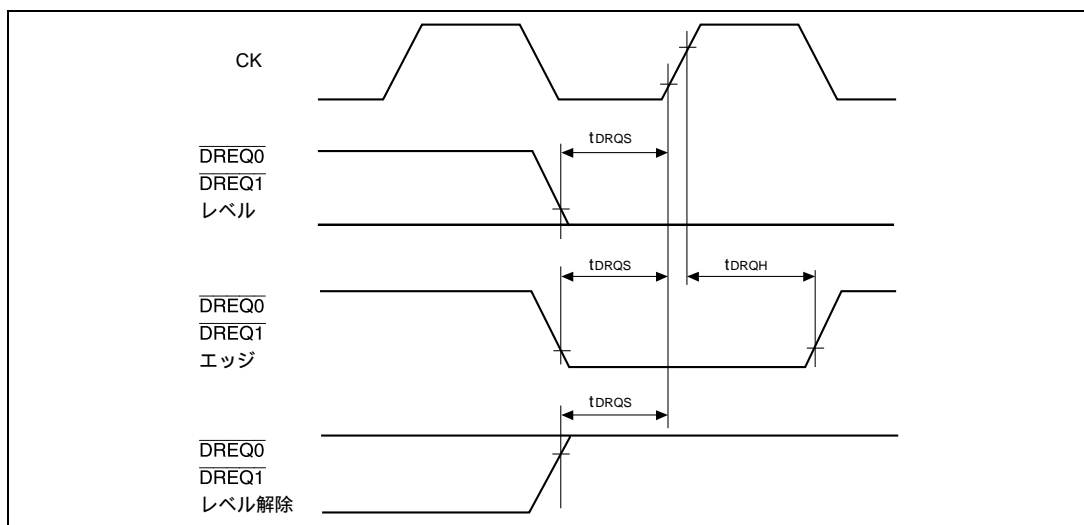 CK
tDRQS
DREQ0
DREQ1
レベル
tDRQS
tDRQH
DREQ0
DREQ1
エッジ
tDRQS
DREQ0
DREQ1
レベル解除